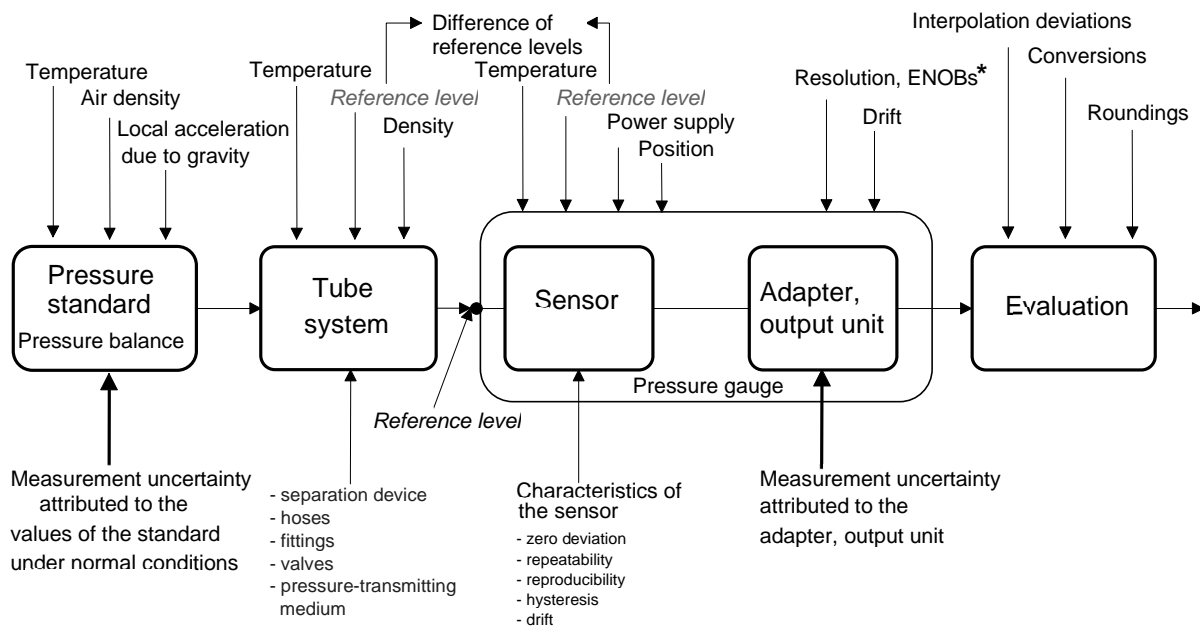 Interpolation deviations
Difference of
reference levels
Conversions
Temperature
Temperature
Temperature
Resolution, ENOBs*
Air density
Reference level
Reference level
Roundings
Local acceleration
due to gravity
Density
Power supply
Position
Drift
Pressure
standard
Pressure balance
Tube
system
Sensor
Adapter,
output unit
Evaluation
Pressure gauge
Reference level
Measurement uncertainty
attributed to the
values of the standard
under normal conditions
- separation device
- hoses
- fittings
- valves
- pressure-transmitting
medium
Characteristics of
the sensor
- zero deviation
- repeatability
- reproducibility
- hysteresis
- drift
Measurement uncertainty
attributed to the
adapter, output unit